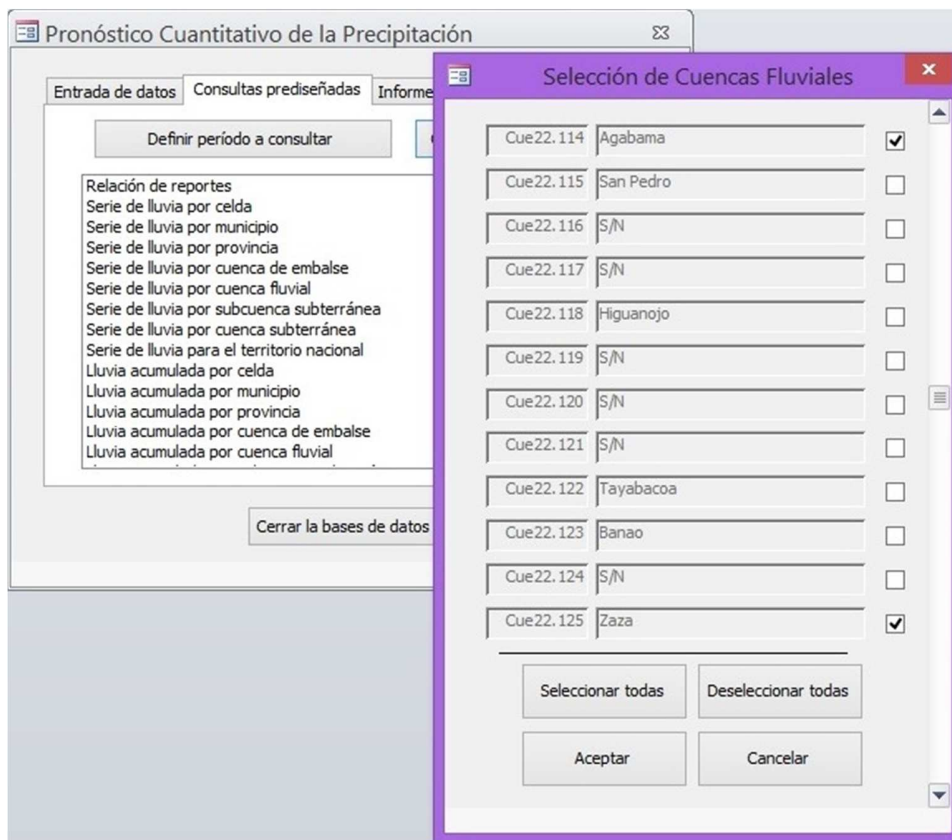 Pronóstico Cuantitativo de la Precipitación
Entrada de datos
Consultas prediseñadas
Informe
Definir período a consultar
Relación de reportes
Serie de lluvia por celda
Serie de lluvia por municipio
Serie de lluvia por provincia
Serie de lluvia por cuenca de embalse
Serie de lluvia por cuenca fluvial
Serie de lluvia por subcuenca subterránea
Serie de lluvia por cuenca subterránea
Serie de lluvia para el territorio nacional
Lluvia acumulada por celda
Lluvia acumulada por municipio
Lluvia acumulada por provincia
Lluvia acumulada por cuenca de embalse
Lluvia acumulada por cuenca fluvial
Cerrar la bases de datos
Selección de Cuencas Fluviales
Cue22.114 Agabama
Cue22.115 San Pedro
Cue22.116 S/N
Cue22.117 S/N
Cue22.118 Higuanojo
Cue22.119 S/N
Cue22.120 S/N
Cue22.121 S/N
Cue22.122 Tayabacoa
Cue22.123 Banao
Cue22.124 S/N
Cue22.125 Zaza
Seleccionar todas
Deseleccionar todas
Aceptar
Cancelar